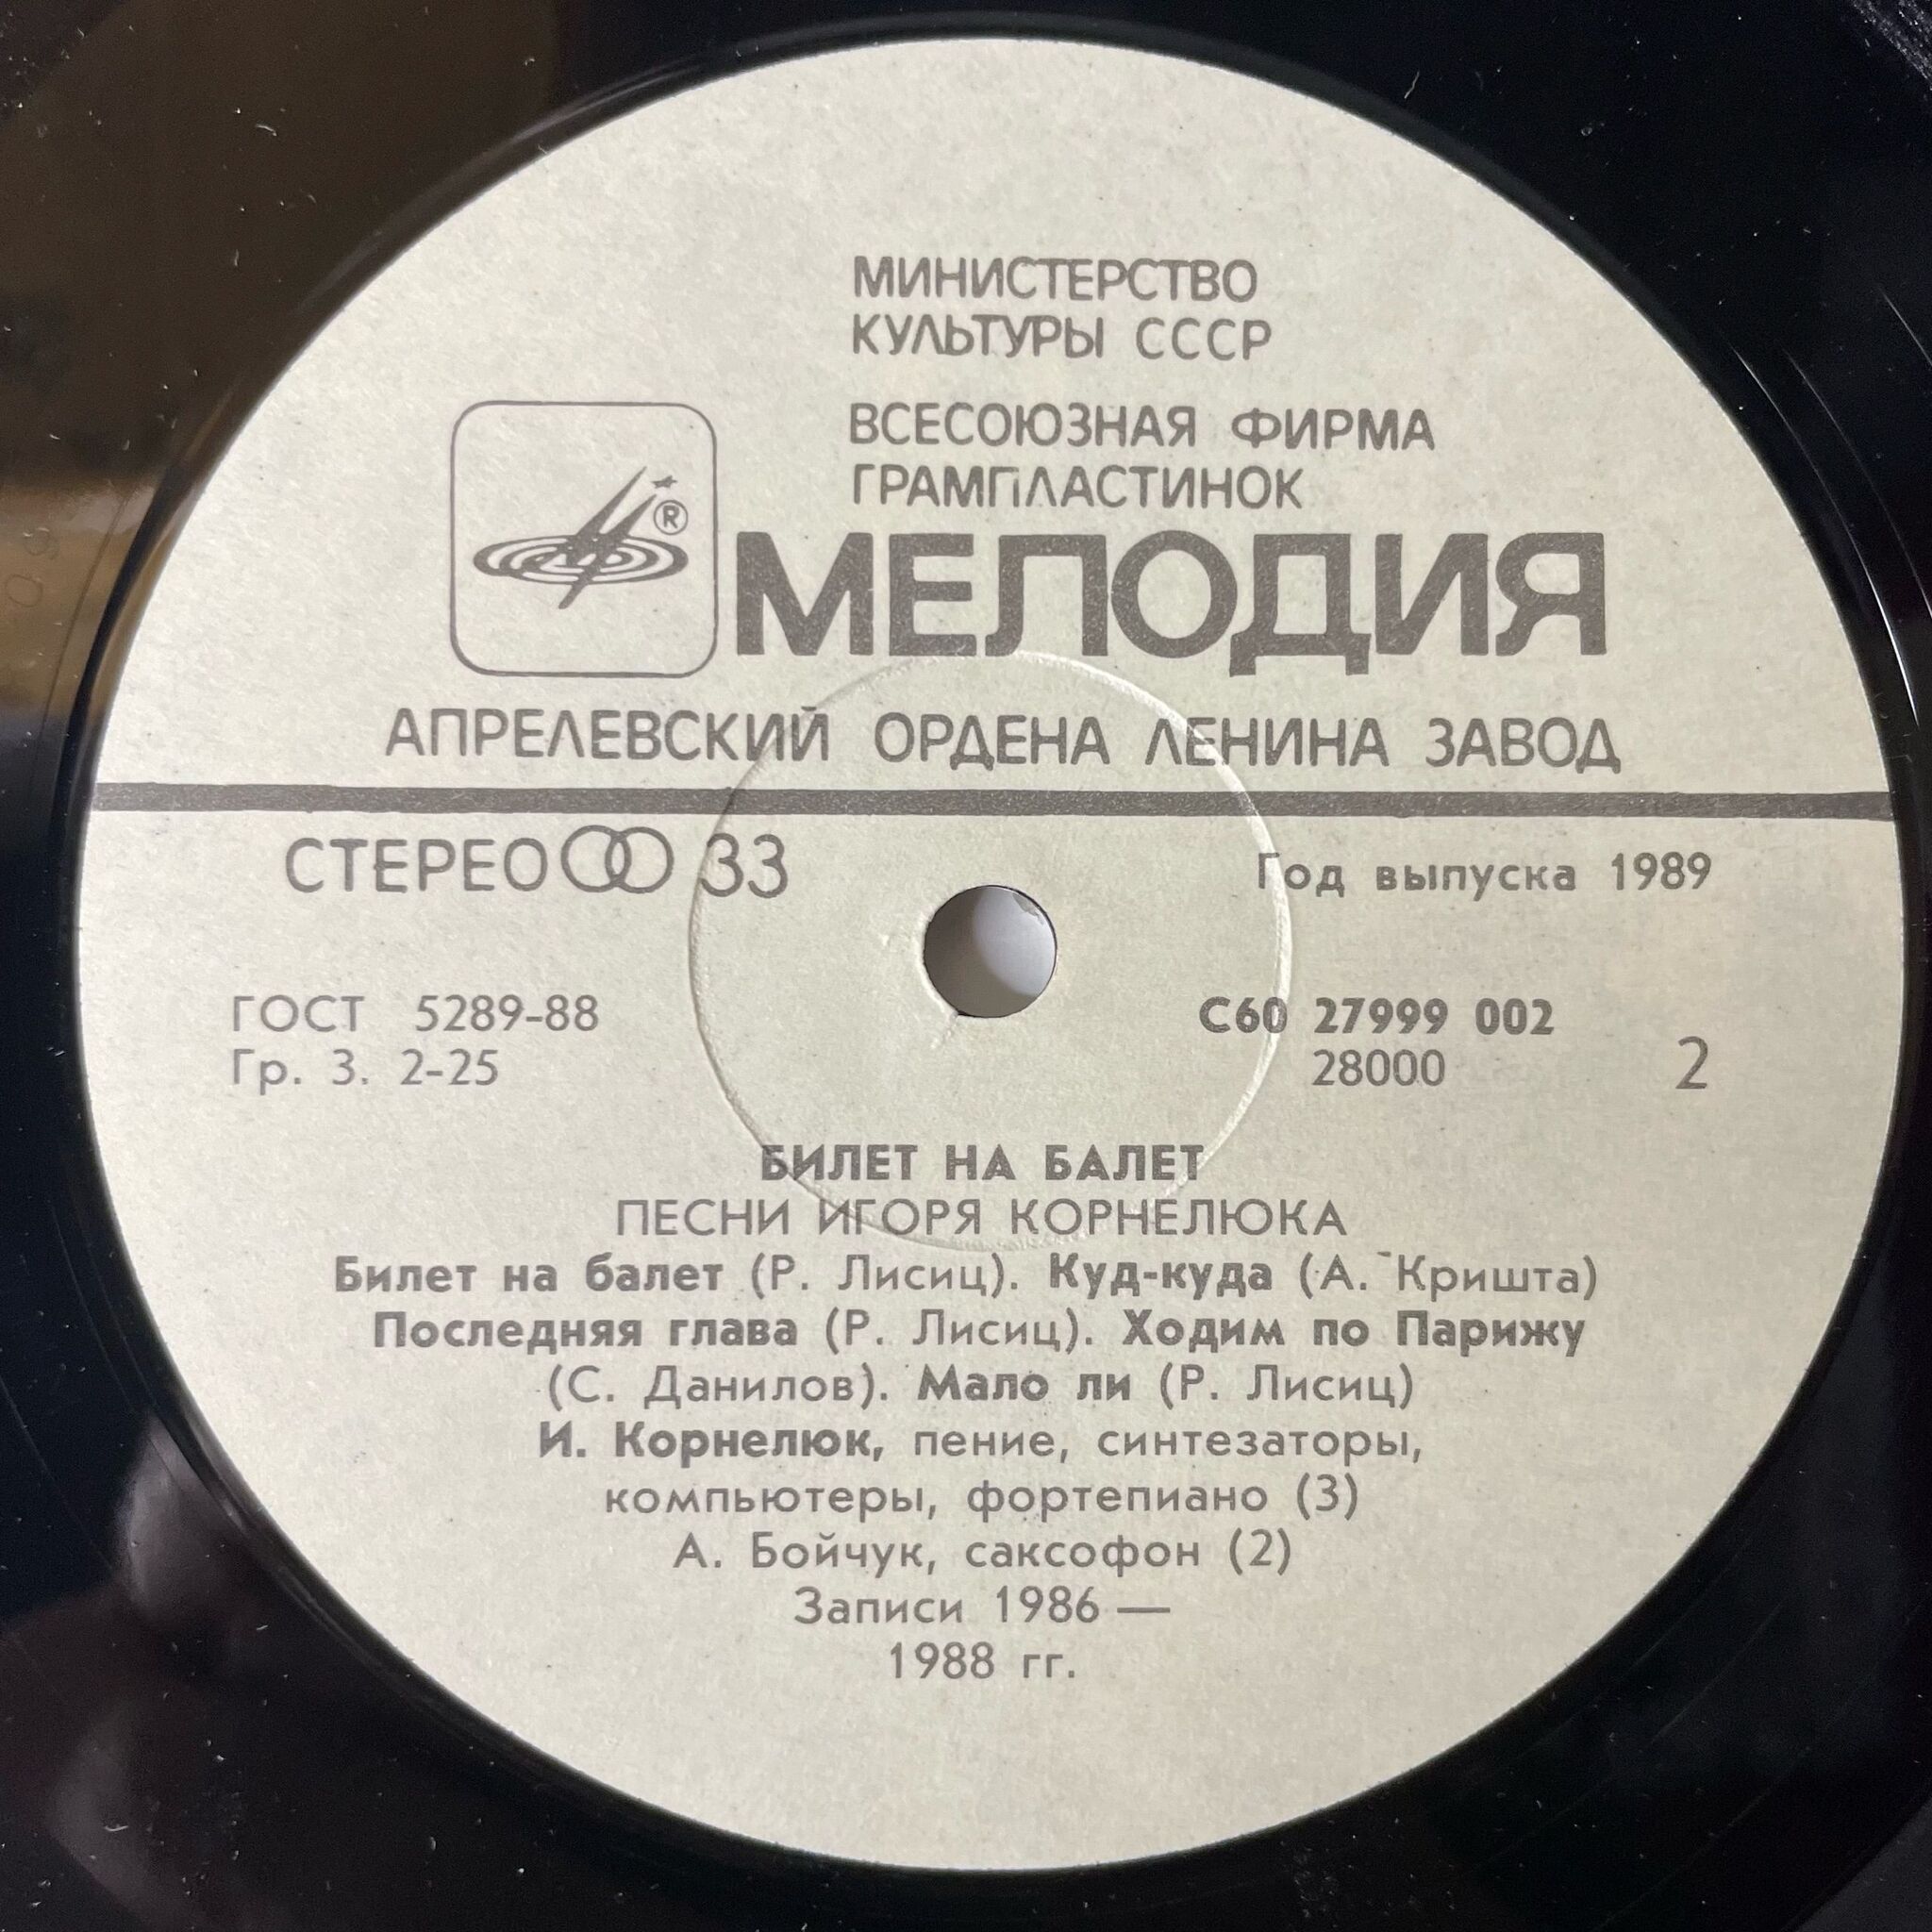 МИНИСТЕРСТВО
КУЛЬТУРЫ СССР
ВСЕСОЮЗНАЯ ФИРМА
ГРАМПЛАСТИНОК
®
МЕЛОДИЯ
АПРЕЛЕВСКИЙ ОРДЕНА ЛЕНИНА ЗАВОД
СТЕРЕО 33
Год выпуска 1989
ГОСТ 5289-88
Гр. 3. 2-25
С60 27999 002
28000
2
БИЛЕТ НА БАЛЕТ
ПЕСНИ ИГОРЯ КОРНЕЛЮКА
Билет на балет (Р. Лисиц). Куд-куда (А. Кришта)
Последняя глава (Р. Лисиц). Ходим по Парижу
(С. Данилов). Мало ли (Р. Лисиц)
И. Корнелюк, пение, синтезаторы,
компьютеры, фортепиано (3)
А. Бойчук, саксофон (2)
Записи 1986 —
1988 гг.